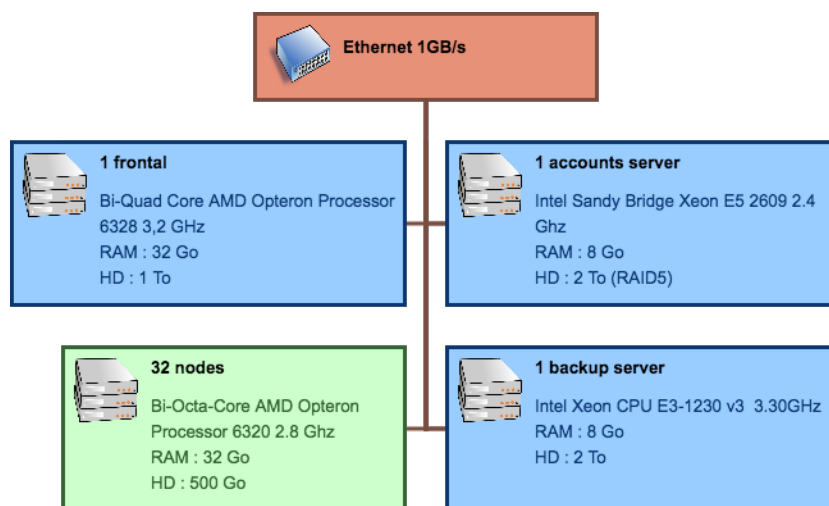 Ethernet 1GB/s
1 frontal
Bi-Quad Core AMD Opteron Processor
6328 3,2 GHz
RAM : 32 Go
HD : 1 To
1 accounts server
Intel Sandy Bridge Xeon E5 2609 2.4
Ghz
RAM : 8 Go
HD : 2 To (RAID5)
32 nodes
Bi-Octa-Core AMD Opteron
Processor 6320 2.8 Ghz
RAM : 32 Go
HD : 500 Go
1 backup server
Intel Xeon CPU E3-1230 v3 3.30GHz
RAM : 8 Go
HD : 2 To